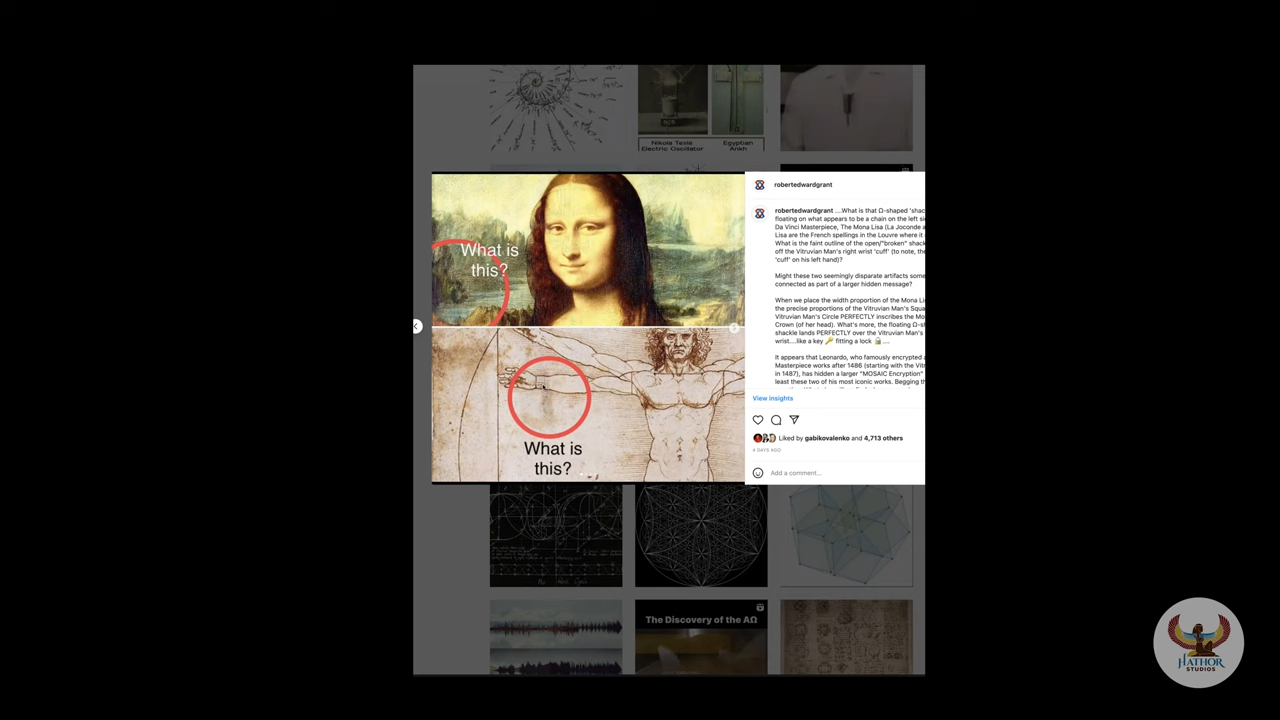 Nikola Tesla
Electric Oscillator
Egyptian
Ankh
robertedwardgrant
What is
this?
What is
this?
robertedwardgrant ....What is that Ω-shaped 'shac
floating on what appears to be a chain on the left si
Da Vinci Masterpiece, The Mona Lisa (La Joconde a
Lisa are the French spellings in the Louvre where it
What is the faint outline of the open/"broken" shack
off the Vitruvian Man's right wrist 'cuff' (to note, the
'cuff' on his left hand)?
Might these two seemingly disparate artifacts some
connected as part of a larger hidden message?
When we place the width proportion of the Mona Li
the precise proportions of the Vitruvian Man's Squa
Vitruvian Man's Circle PERFECTLY inscribes the Mo
Crown (of her head). What's more, the floating Ω-sh
shackle lands PERFECTLY over the Vitruvian Man's
wrist....like a key 🔑 fitting a lock 🔐 ....
It appears that Leonardo, who famously encrypted a
Masterpiece works after 1486 (starting with the Vitr
in 1487), has hidden a larger "MOSAIC Encryption"
least these two of his most iconic works. Begging th
View Insights
Liked by gabikovalenko and 4,713 others
4 DAYS AGO
Add a comment...
The Discovery of the AΩ
HATHOR
STUDIOS